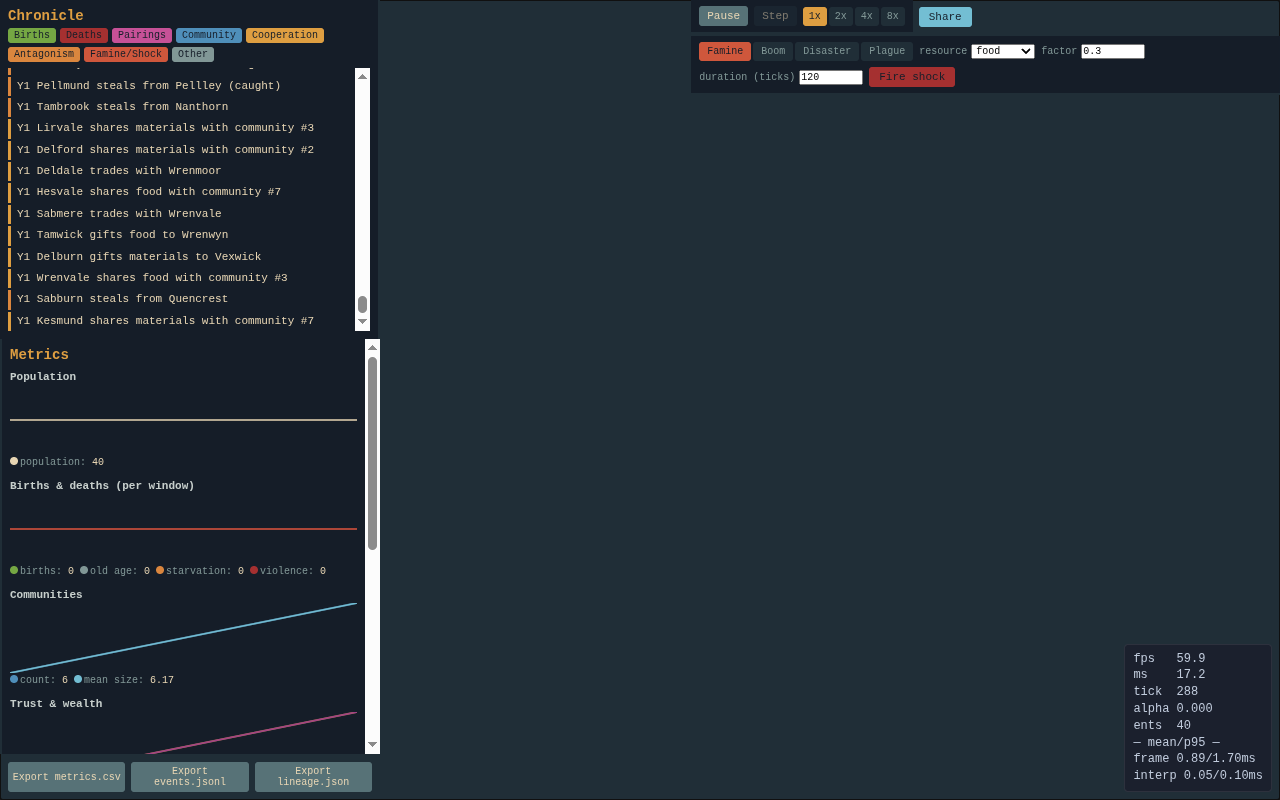 Chronicle
Births Deaths Pairings Community Cooperation
Antagonism Famine/Shock Other
Y1 Pellmund steals from Pellley (caught)
Y1 Tambrook steals from Nanthorn
Y1 Lirvale shares materials with community #3
Y1 Delford shares materials with community #2
Y1 Deldale trades with Wrenmoor
Y1 Hesvale shares food with community #7
Y1 Sabmere trades with Wrenvale
Y1 Tamwick gifts food to Wrenwyn
Y1 Delburn gifts materials to Vexwick
Y1 Wrenvale shares food with community #3
Y1 Sabburn steals from Quencrest
Y1 Kesmund shares materials with community #7
Metrics
Population
population: 40
Births & deaths (per window)
births: 0 old age: 0 starvation: 0 violence: 0
Communities
count: 6 mean size: 6.17
Trust & wealth
Export metrics.csv
Export events.jsonl
Export lineage.json
Pause Step 1x 2x 4x 8x Share
Famine Boom Disaster Plague resource food factor 0.3
duration (ticks) 120 Fire shock
fps 59.9
ms 17.2
tick 288
alpha 0.000
ents 40
— mean/p95 —
frame 0.89/1.70ms
interp 0.05/0.10ms